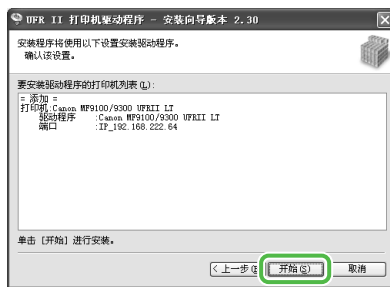 UFR II 打印机驱动程序 - 安装向导版本 2.30
安装程序将使用以下设置安装驱动程序。
确认该设置。
要安装驱动程序的打印机列表(L):
= 添加 =
打印机:Canon MF9100/9300 UFRII LT
驱动程序 :Canon MF9100/9300 UFRII LT
端口 :IP_192.168.222.64
单击 [开始] 进行安装。
< 上一步(B) 开始(S) 取消